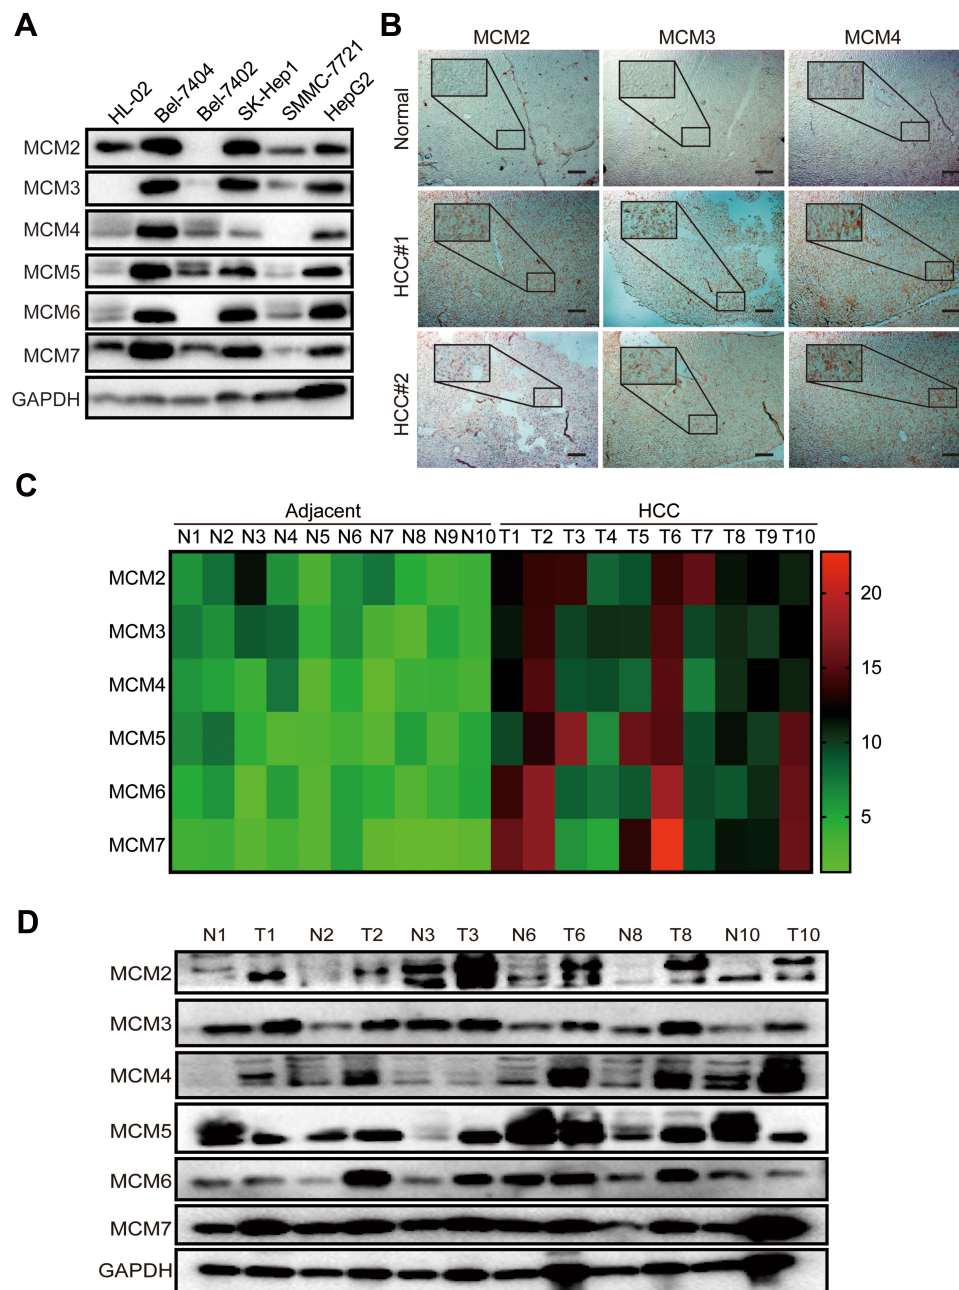 A
HL-02 Bel-7404 Bel-7402 SK-Hep1 SMMC-7721 HepG2
MCM2
MCM3
MCM4
MCM5
MCM6
MCM7
GAPDH
B
MCM2 MCM3 MCM4
Normal
HCC#1
HCC#2
C
Adjacent HCC
N1 N2 N3 N4 N5 N6 N7 N8 N9 N10 T1 T2 T3 T4 T5 T6 T7 T8 T9 T10
MCM2
MCM3
MCM4
MCM5
MCM6
MCM7
20
15
10
5
D
N1 T1 N2 T2 N3 T3 N6 T6 N8 T8 N10 T10
MCM2
MCM3
MCM4
MCM5
MCM6
MCM7
GAPDH